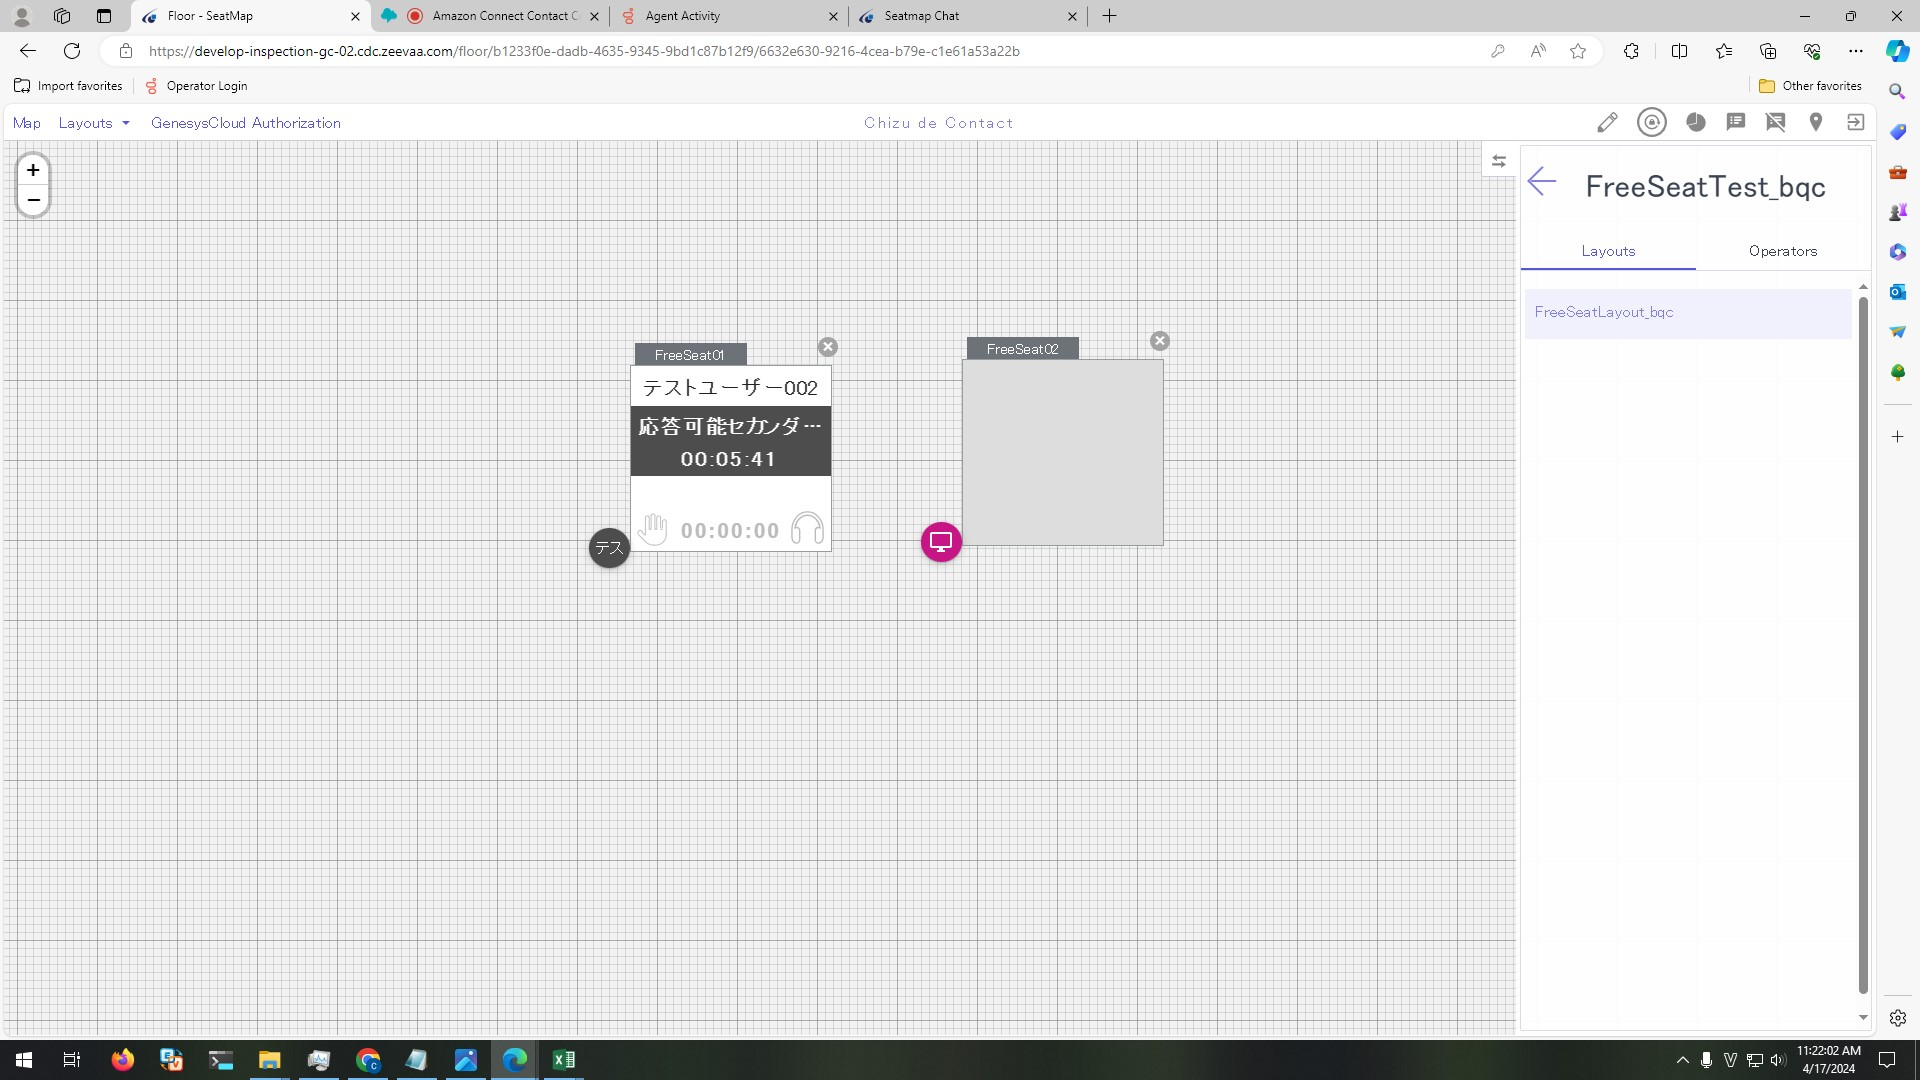 Floor - SeatMap
Amazon Connect Contact C
Agent Activity
Seatmap Chat
https://develop-inspection-gc-02.cdc.zeevaa.com/floor/b1233f0e-dadb-4635-9345-9bd1c87b12f9/6632e630-9216-4cea-b79e-c1e61a53a22b
Import favorites
Operator Login
Other favorites
Map
Layouts
GenesysCloud Authorization
Chizu de Contact
+
−
FreeSeat01
テストユーザー002
応答可能セカンダ…
00:05:41
00:00:00
テス
FreeSeat02
FreeSeatTest_bqc
Layouts
Operators
FreeSeatLayout_bqc
11:22:02 AM
4/17/2024